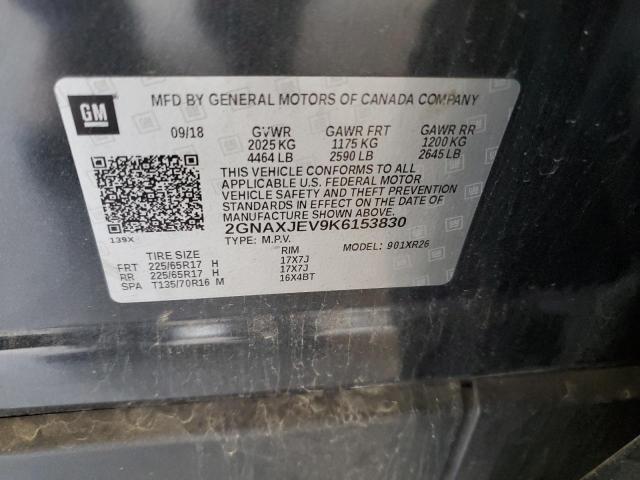 GM
MFD BY GENERAL MOTORS OF CANADA COMPANY
09/18 GVWR GAWR FRT GAWR RR
2025 KG 1175 KG 1200 KG
4464 LB 2590 LB 2645 LB
THIS VEHICLE CONFORMS TO ALL
APPLICABLE U.S. FEDERAL MOTOR
VEHICLE SAFETY AND THEFT PREVENTION
STANDARDS IN EFFECT ON THE DATE OF
MANUFACTURE SHOWN ABOVE.
2GNAXJEV9K6153830
139X
TYPE: M.P.V. MODEL: 901XR26
TIRE SIZE RIM
FRT 225/65R17 H 17X7J
RR 225/65R17 H 17X7J
SPA T135/70R16 M 16X4BT